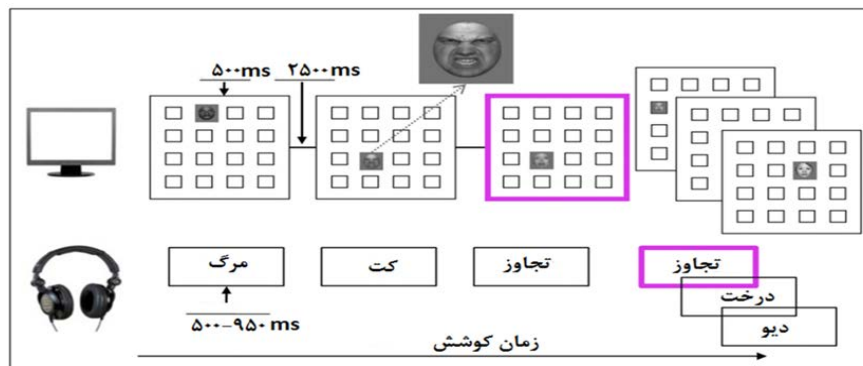 ۵۰۰ms
۲۵۰۰ms
مرگ
کت
تجاوز
تجاوز
درخت
دیو
۵۰۰-۹۵۰ ms
زمان کوشش